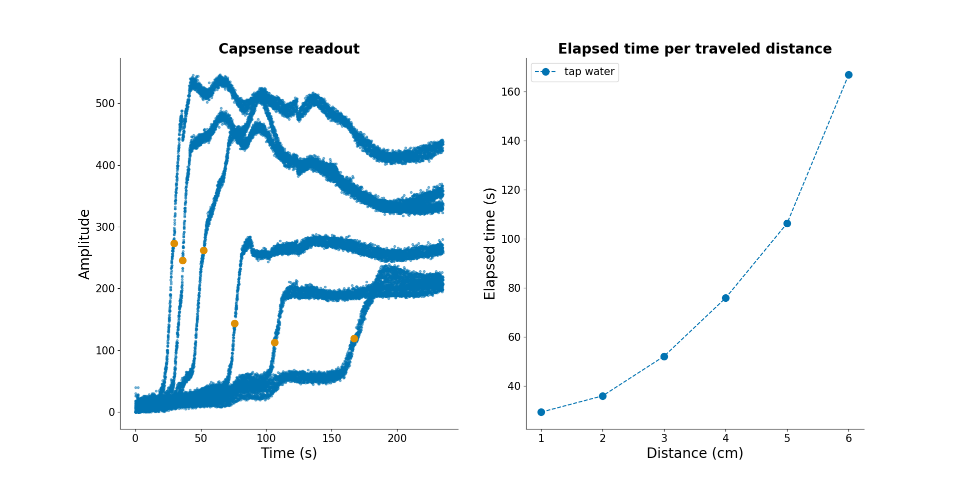 Capsense readout
Amplitude
500
400
300
200
100
0
0 50 100 150 200
Time (s)
Elapsed time per traveled distance
tap water
Elapsed time (s)
160
140
120
100
80
60
40
1 2 3 4 5 6
Distance (cm)